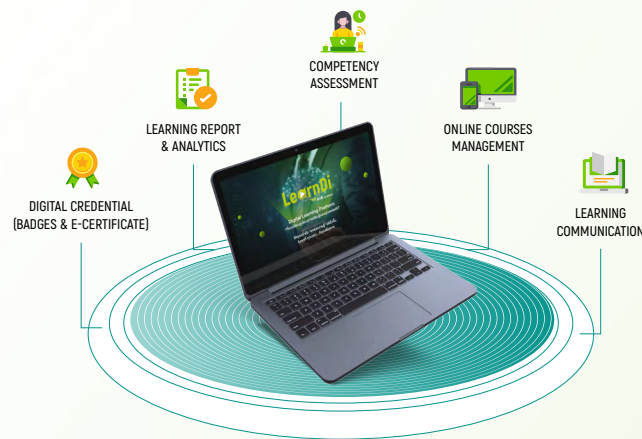 COMPETENCY
ASSESSMENT
LEARNING REPORT
& ANALYTICS
ONLINE COURSES
MANAGEMENT
DIGITAL CREDENTIAL
(BADGES & E-CERTIFICATE)
LEARNING
COMMUNICATION
LearnDi
Digital Learning Platform